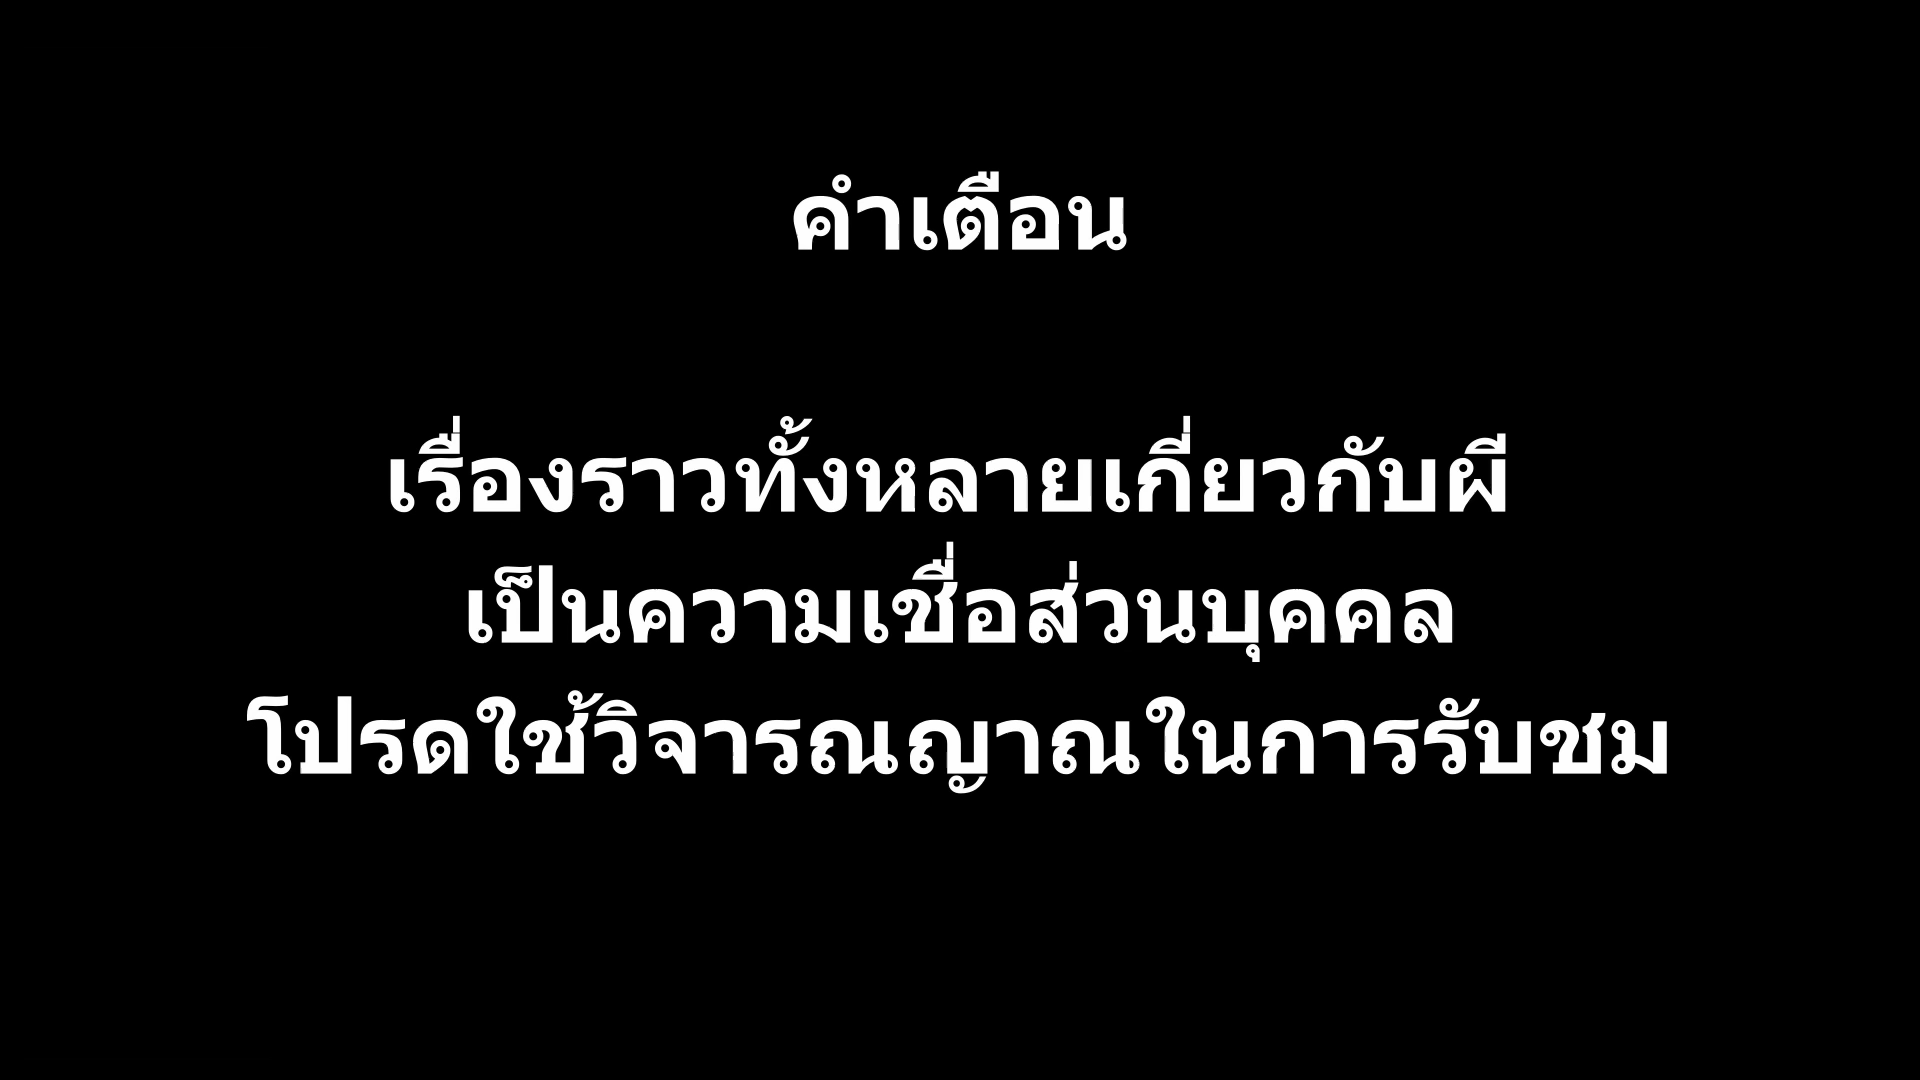 คำเตือน
เรื่องราวทั้งหลายเกี่ยวกับผี
เป็นความเชื่อส่วนบุคคล
โปรดใช้วิจารณญาณในการรับชม